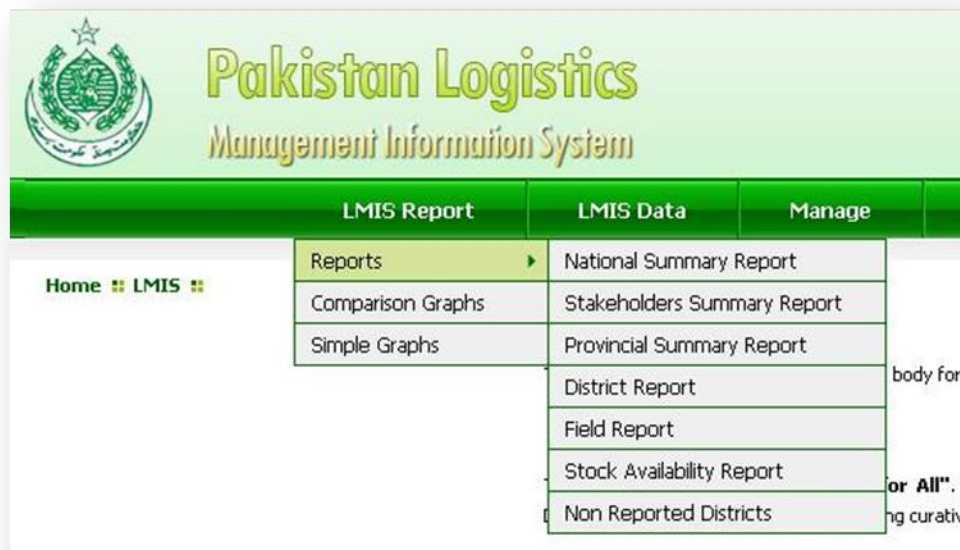 Pakistan Logistics
Management Information System
LMIS Report LMIS Data Manage
Home LMIS
Reports National Summary Report
Comparison Graphs Stakeholders Summary Report
Simple Graphs Provincial Summary Report
body for
District Report
Field Report
Stock Availability Report
or All".
Non Reported Districts
ng curativ